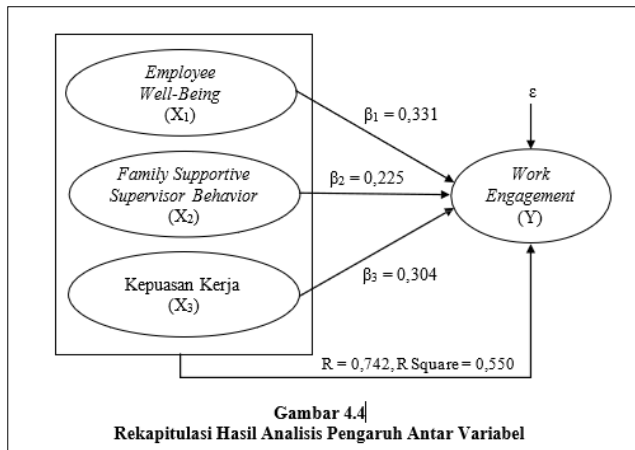 Employee
Well-Being
(X₁)
β₁ = 0,331
ε
Family Supportive
Supervisor Behavior
(X₂)
β₂ = 0,225
Work
Engagement
(Y)
Kepuasan Kerja
(X₃)
β₃ = 0,304
R = 0,742, R Square = 0,550
Gambar 4.4
Rekapitulasi Hasil Analisis Pengaruh Antar Variabel